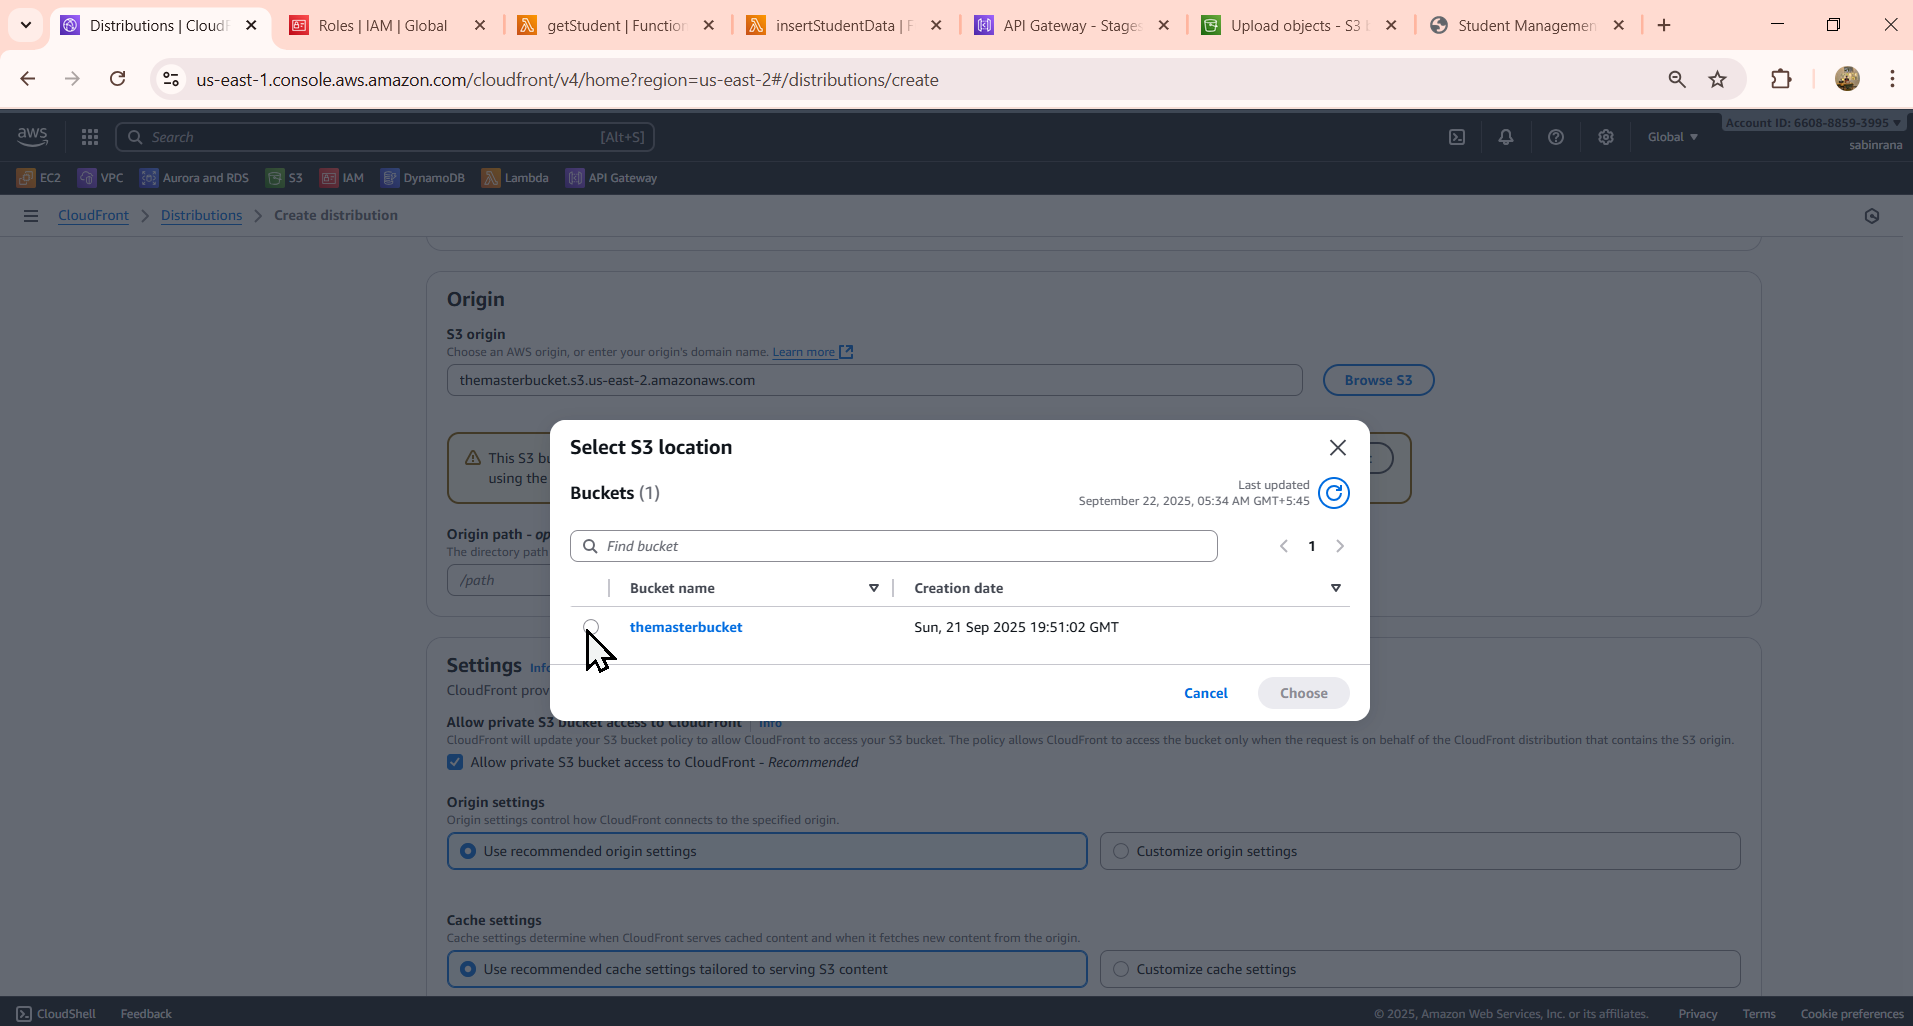 Distributions | CloudF
Roles | IAM | Global
getStudent | Function
insertStudentData | F
API Gateway - Stages
Upload objects - S3 b
Student Managemen
us-east-1.console.aws.amazon.com/cloudfront/v4/home?region=us-east-2#/distributions/create
aws
Search
[Alt+S]
Global
Account ID: 6608-8859-3995
sabinrana
EC2
VPC
Aurora and RDS
S3
IAM
DynamoDB
Lambda
API Gateway
CloudFront
Distributions
Create distribution
Origin
S3 origin
Choose an AWS origin, or enter your origin's domain name. Learn more
themasterbucket.s3.us-east-2.amazonaws.com
Browse S3
This S3 bu
using the
Origin path - op
The directory path
/path
Select S3 location
Buckets (1)
Last updated
September 22, 2025, 05:34 AM GMT+5:45
Find bucket
1
Bucket name
Creation date
themasterbucket
Sun, 21 Sep 2025 19:51:02 GMT
Cancel
Choose
Settings Info
CloudFront prov
Allow private S3 bucket access to CloudFront
Info
CloudFront will update your S3 bucket policy to allow CloudFront to access your S3 bucket. The policy allows CloudFront to access the bucket only when the request is on behalf of the CloudFront distribution that contains the S3 origin.
Allow private S3 bucket access to CloudFront - Recommended
Origin settings
Origin settings control how CloudFront connects to the specified origin.
Use recommended origin settings
Customize origin settings
Cache settings
Cache settings determine when CloudFront serves cached content and when it fetches new content from the origin.
Use recommended cache settings tailored to serving S3 content
Customize cache settings
CloudShell
Feedback
© 2025, Amazon Web Services, Inc. or its affiliates.
Privacy
Terms
Cookie preferences